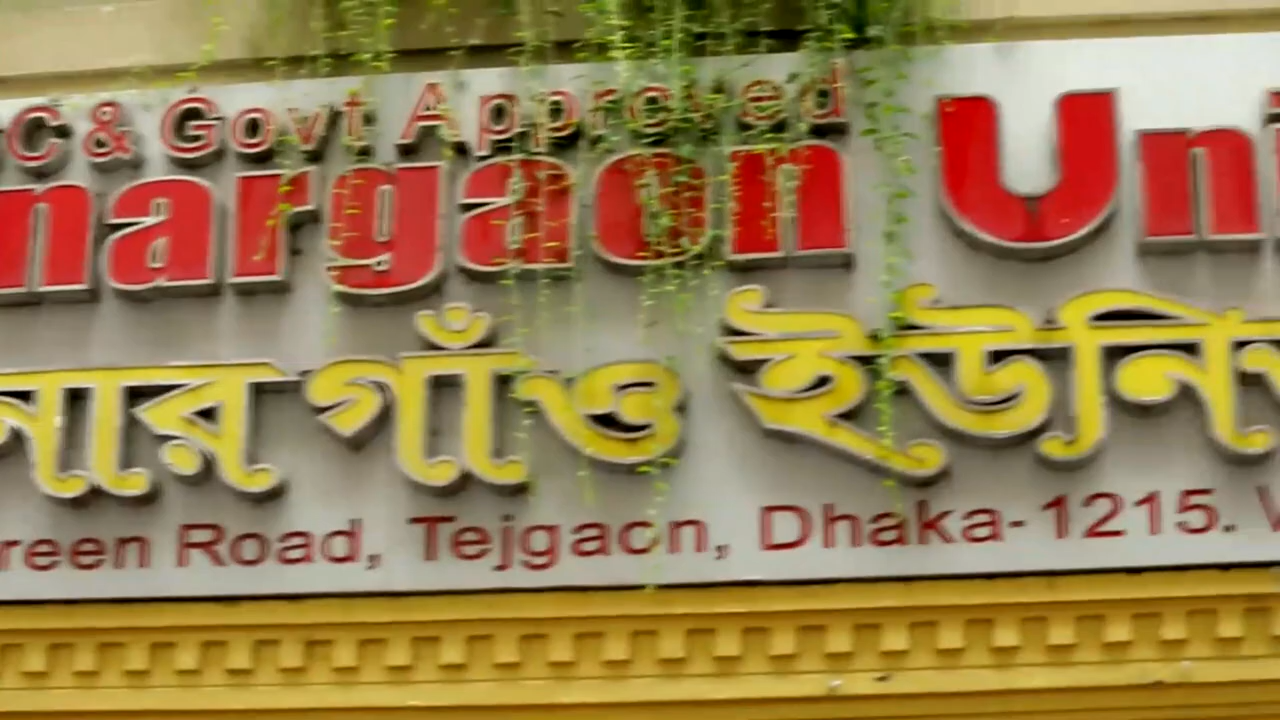 C & Govt Approved
nargaon Uni
নার গাঁও ইউনি
reen Road, Tejgaon, Dhaka-1215.